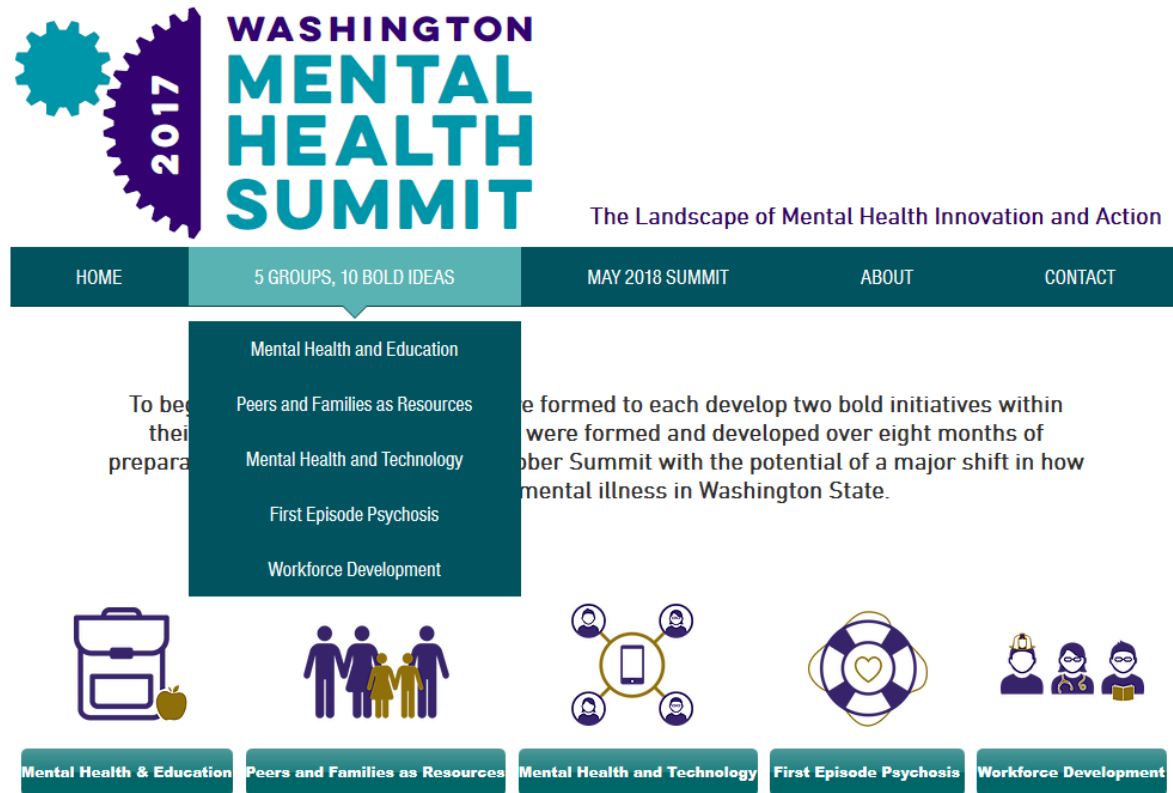 2017
WASHINGTON
MENTAL
HEALTH
SUMMIT
The Landscape of Mental Health Innovation and Action
HOME 5 GROUPS, 10 BOLD IDEAS MAY 2018 SUMMIT ABOUT CONTACT
Mental Health and Education
Peers and Families as Resources
Mental Health and Technology
First Episode Psychosis
Workforce Development
To formed to each develop two bold initiatives within
were formed and developed over eight months of
Summit with the potential of a major shift in how
mental illness in Washington State.
Mental Health & Education Peers and Families as Resources Mental Health and Technology First Episode Psychosis Workforce Development